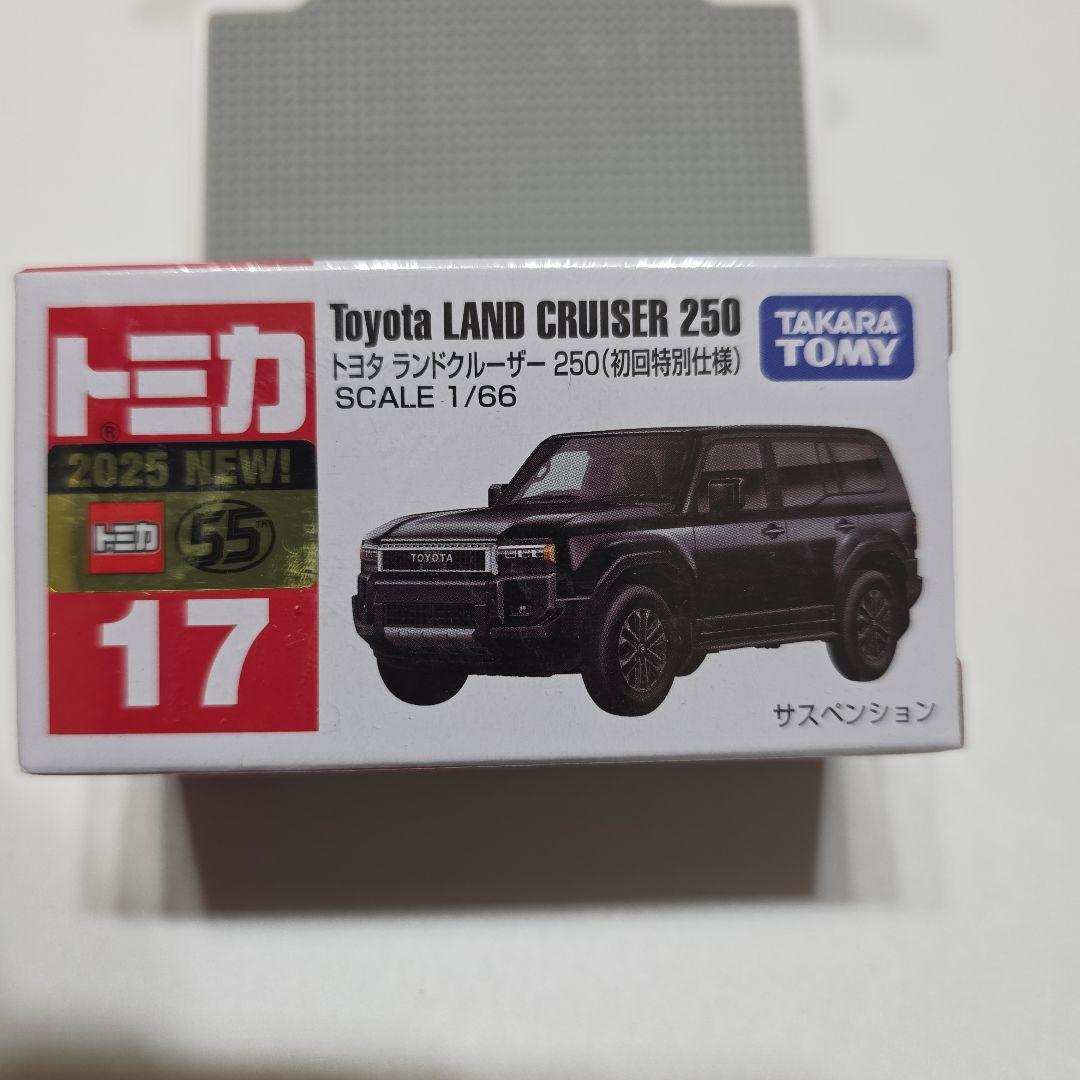 Toyota LAND CRUISER 250
トヨタ ランドクルーザー 250(初回特別仕様)
SCALE 1/66
TAKARA
TOMY
トミカ
®
2025 NEW!
トミカ
55TH
17
TOYOTA
サスペンション